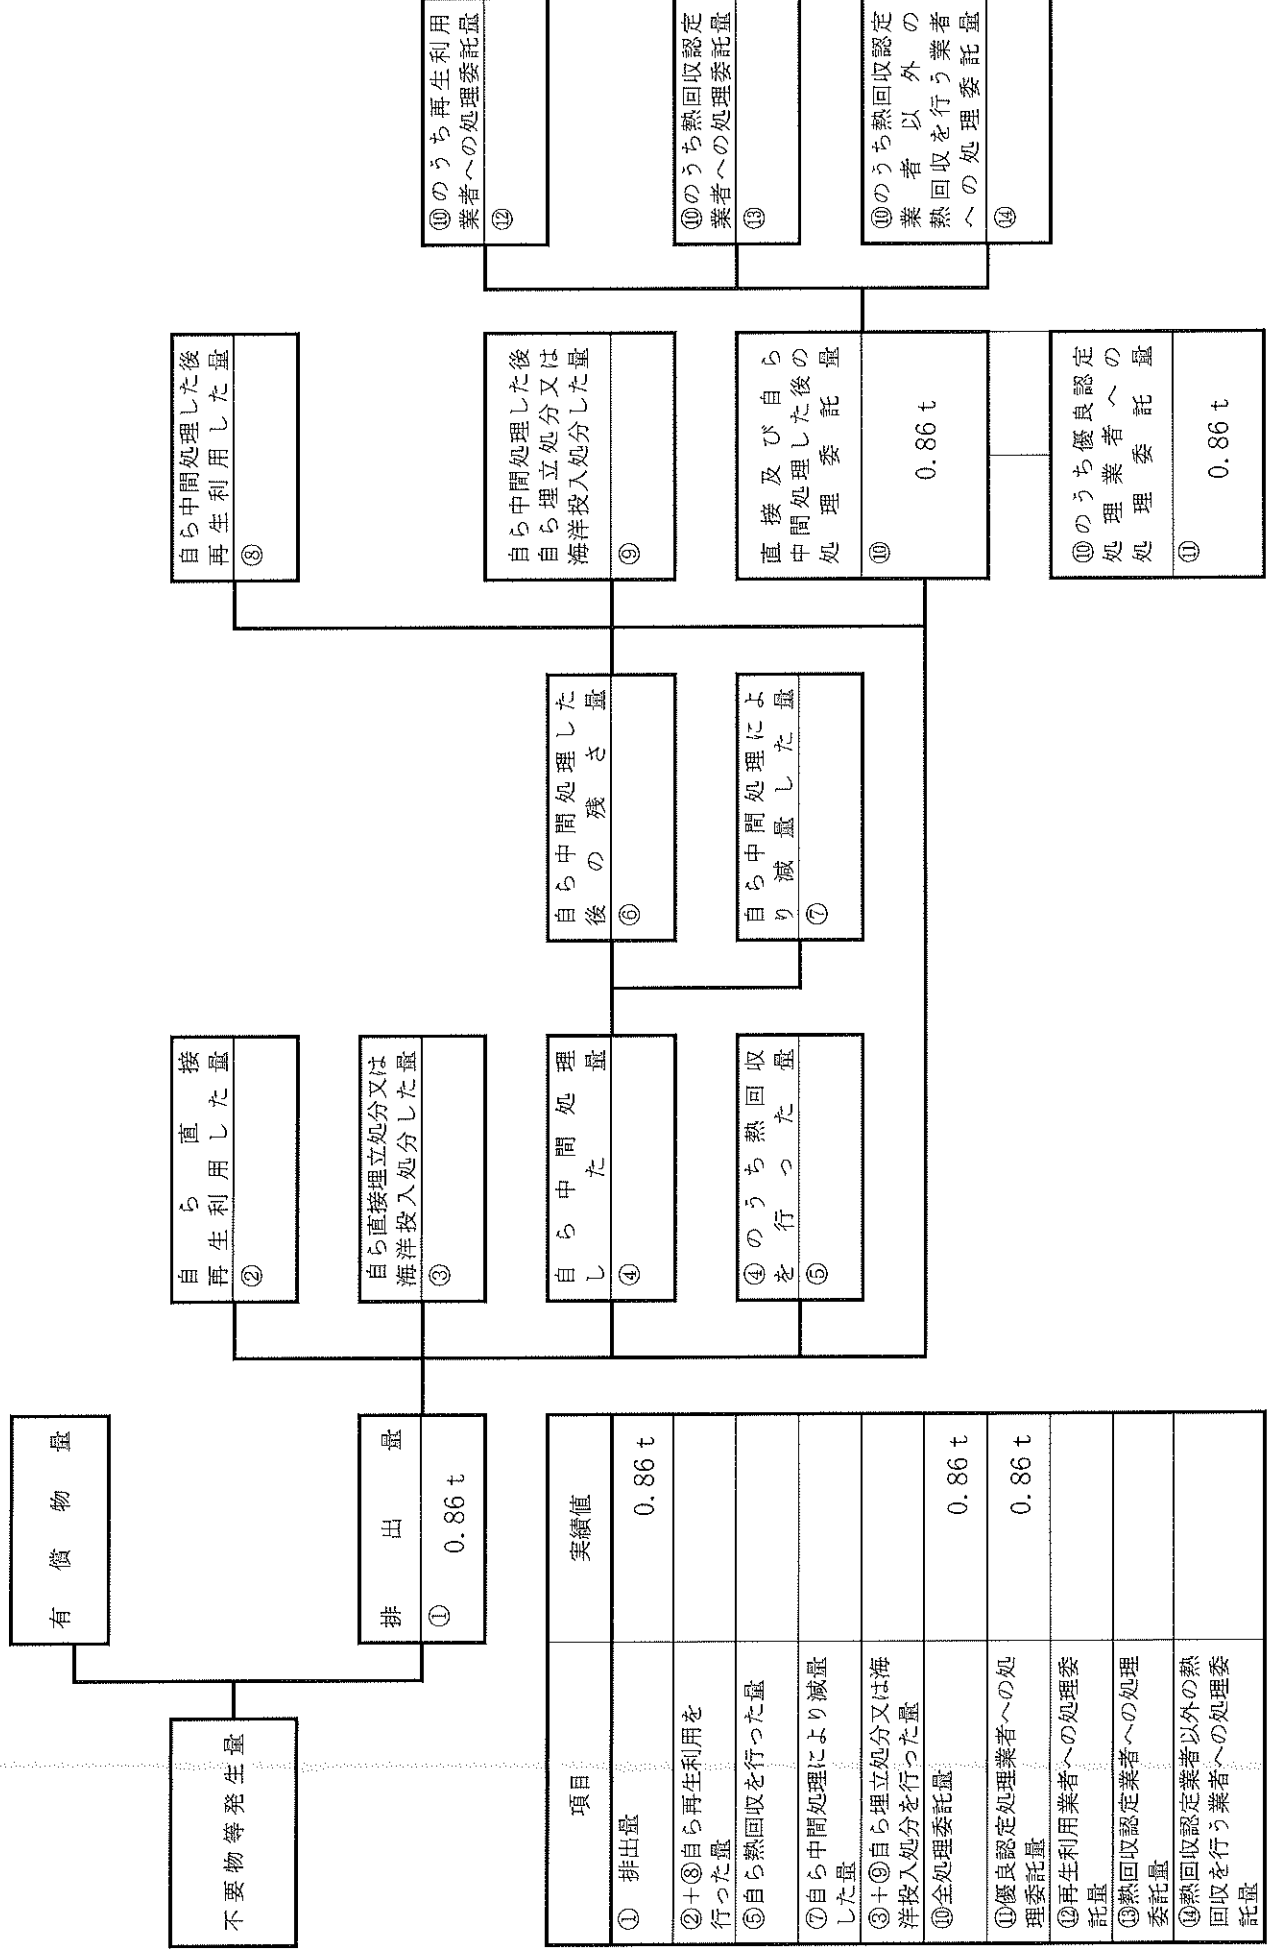 不要物等発生量
有償物量
排出量
① 0.86 t
自ら直接
再生利用した量
②
自ら直接埋立処分又は
海洋投入処分した量
③
自ら中間処理
した量
④
④のうち熱回収
を行った量
⑤
自ら中間処理した
後の残さ量
⑥
自ら中間処理によ
り減量した量
⑦
自ら中間処理した後
再生利用した量
⑧
自ら中間処理した後
自ら埋立処分又は
海洋投入処分した量
⑨
直接及び自ら
中間処理した後の
処理委託量
⑩
0.86 t
⑩のうち優良認定
処理業者への
処理委託量
⑪
0.86 t
⑩のうち再生利用
業者への処理委託量
⑫
⑩のうち熱回収認定
業者への処理委託量
⑬
⑩のうち熱回収認定
業者以外の
熱回収を行う業者
への処理委託量
⑭
項目 実績値
① 排出量 0.86 t
②+⑧自ら再生利用を
行った量
⑤自ら熱回収を行った量
⑦自ら中間処理により減量
した量
③+⑨自ら埋立処分又は海
洋投入処分を行った量
⑩全処理委託量 0.86 t
⑪優良認定処理業者への処
理委託量 0.86 t
⑫再生利用業者への処理委
託量
⑬熱回収認定業者への処理
委託量
⑭熱回収認定業者以外の熱
回収を行う業者への処理委
託量